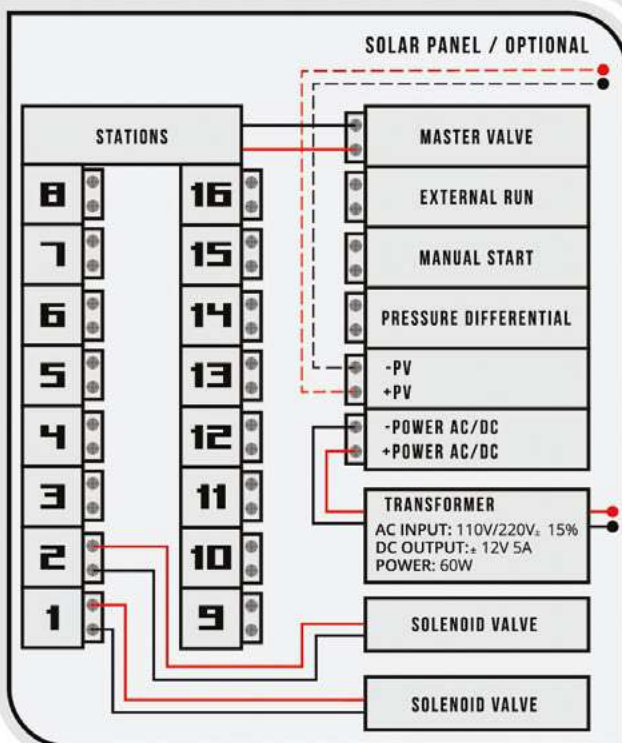 SOLAR PANEL / OPTIONAL
STATIONS
8
7
6
5
4
3
2
1
16
15
14
13
12
11
10
9
MASTER VALVE
EXTERNAL RUN
MANUAL START
PRESSURE DIFFERENTIAL
-PV
+PV
-POWER AC/DC
+POWER AC/DC
TRANSFORMER
AC INPUT: 110V/220V± 15%
DC OUTPUT:± 12V 5A
POWER: 60W
SOLENOID VALVE
SOLENOID VALVE